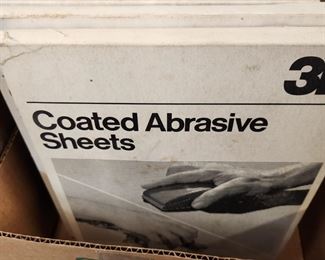 3M
Coated Abrasive
Sheets